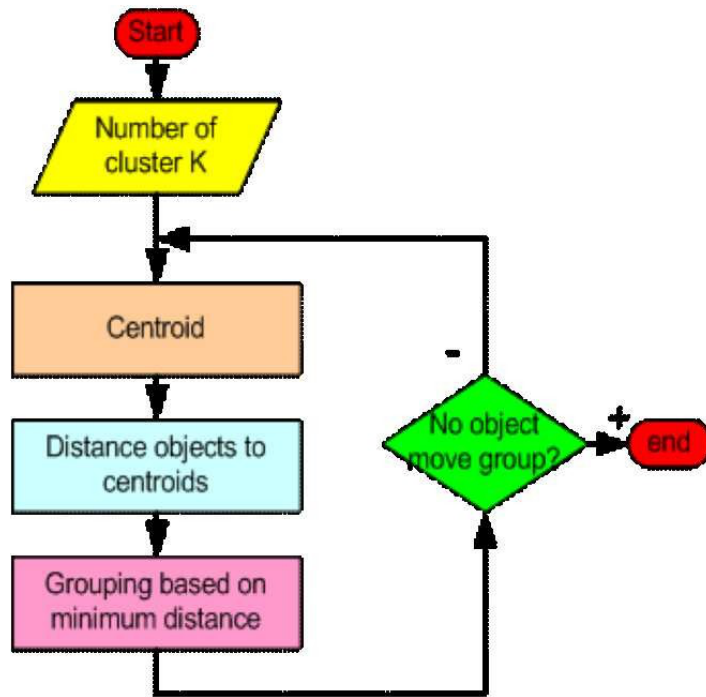 Start
Number of
cluster K
Centroid
Distance objects to
centroids
Grouping based on
minimum distance
-
No object
move group?
+
end